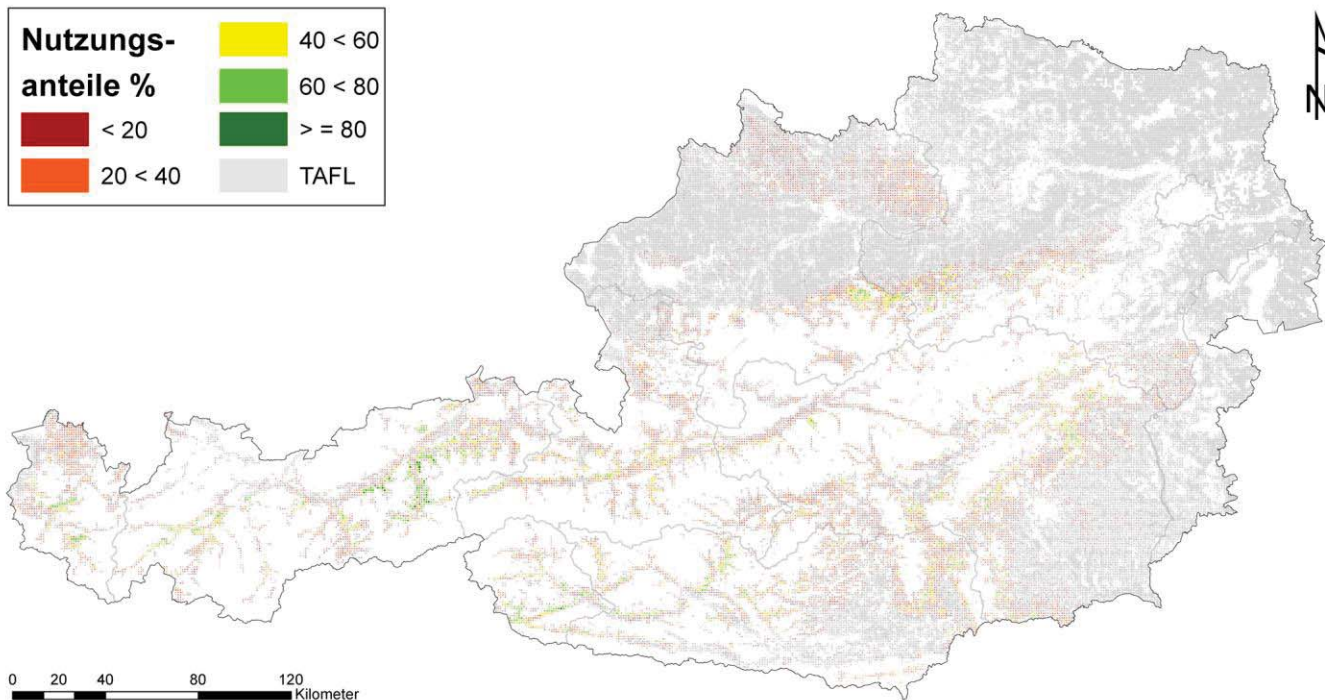 Nutzungs-
anteile %
< 20
20 < 40
40 < 60
60 < 80
> = 80
TAFL
N
0 20 40 80 120
Kilometer